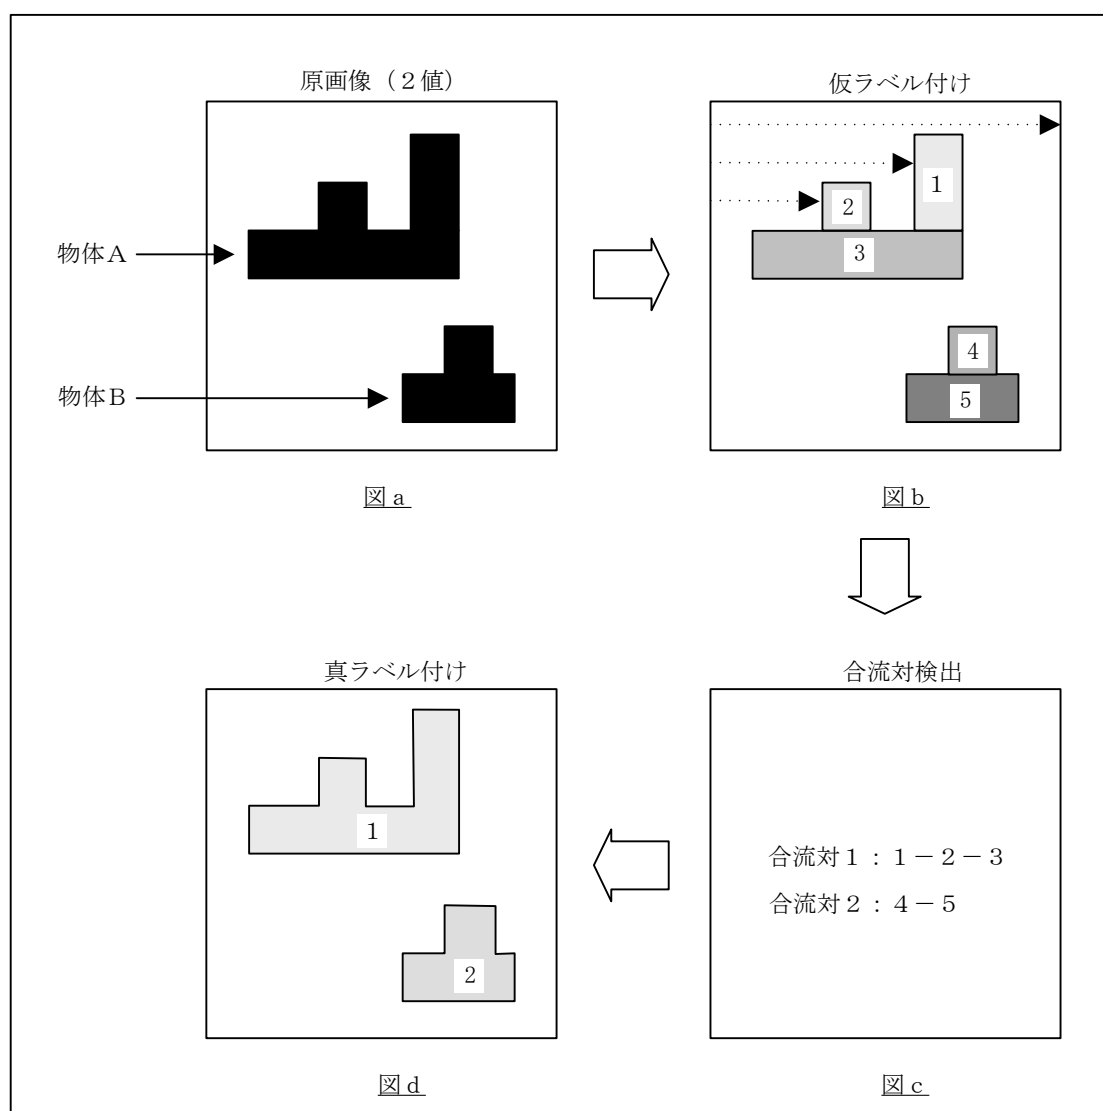 原画像（２値）
物体Ａ
物体Ｂ
図ａ
仮ラベル付け
1
2
3
4
5
図ｂ
合流対検出
合流対１：１－２－３
合流対２：４－５
図ｃ
真ラベル付け
1
2
図ｄ